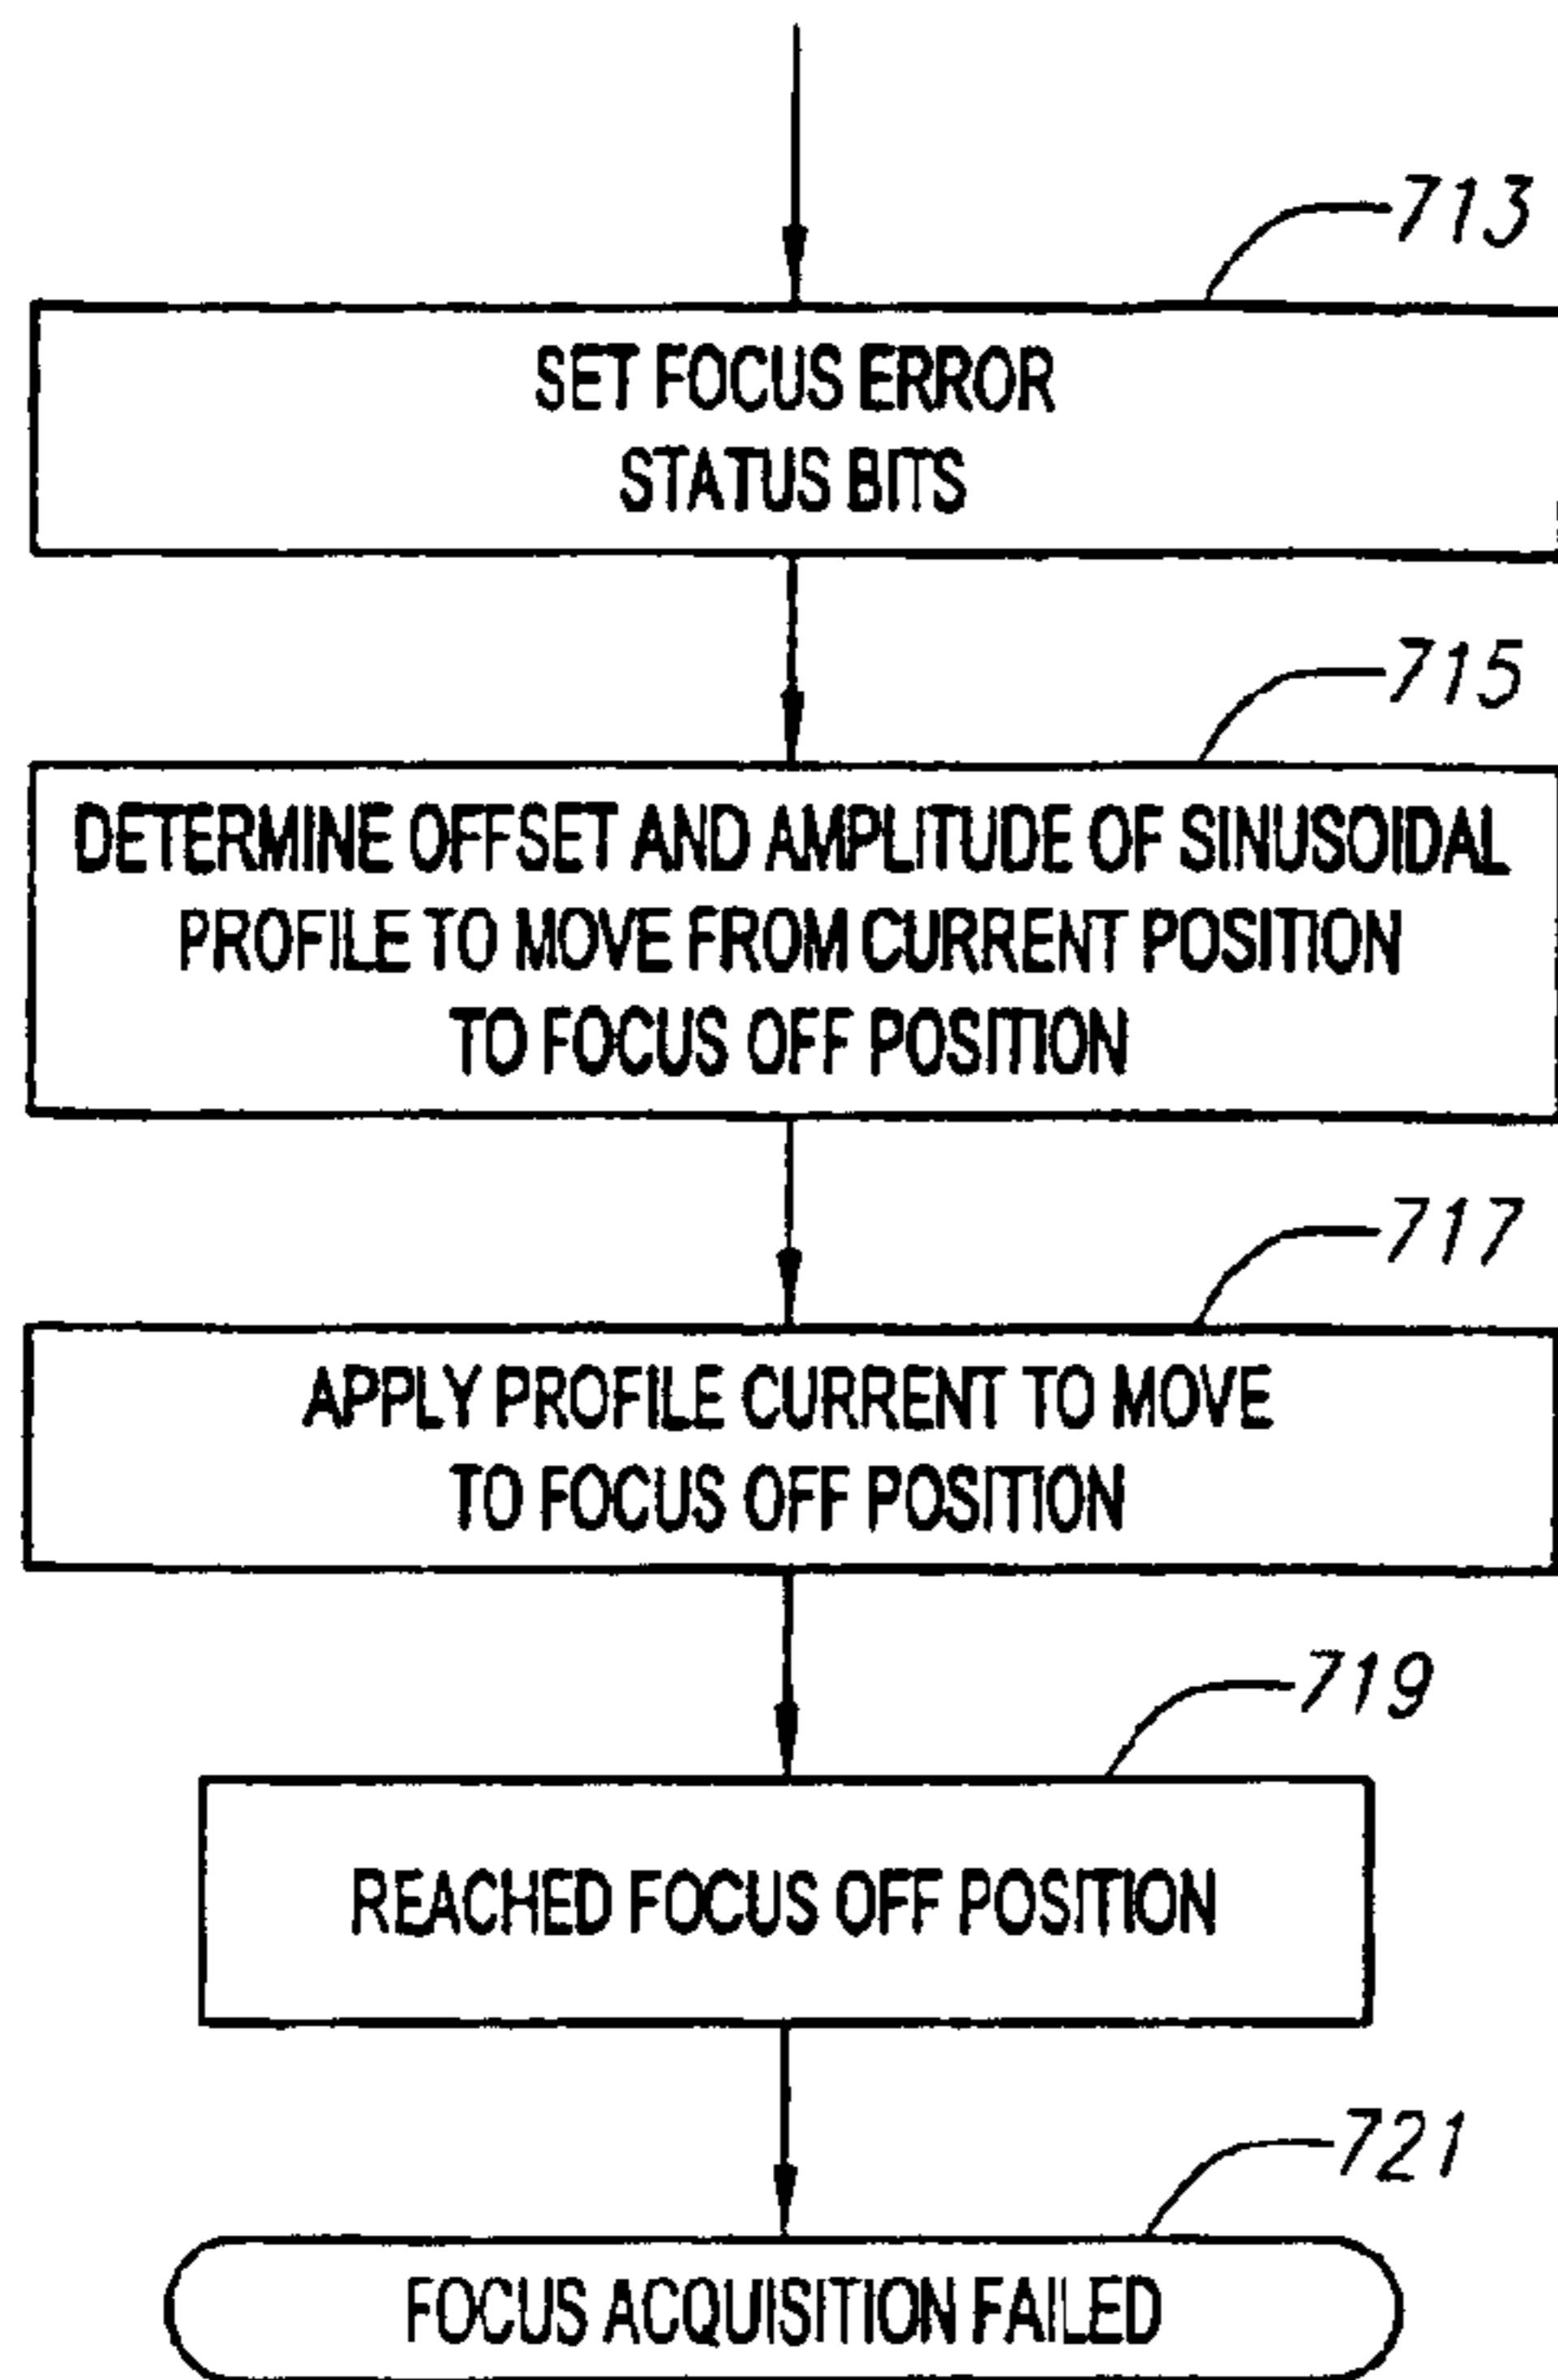 713
SET FOCUS ERROR
STATUS BITS
715
DETERMINE OFFSET AND AMPLITUDE OF SINUSOIDAL
PROFILE TO MOVE FROM CURRENT POSITION
TO FOCUS OFF POSITION
717
APPLY PROFILE CURRENT TO MOVE
TO FOCUS OFF POSITION
719
REACHED FOCUS OFF POSITION
721
FOCUS ACQUISITION FAILED